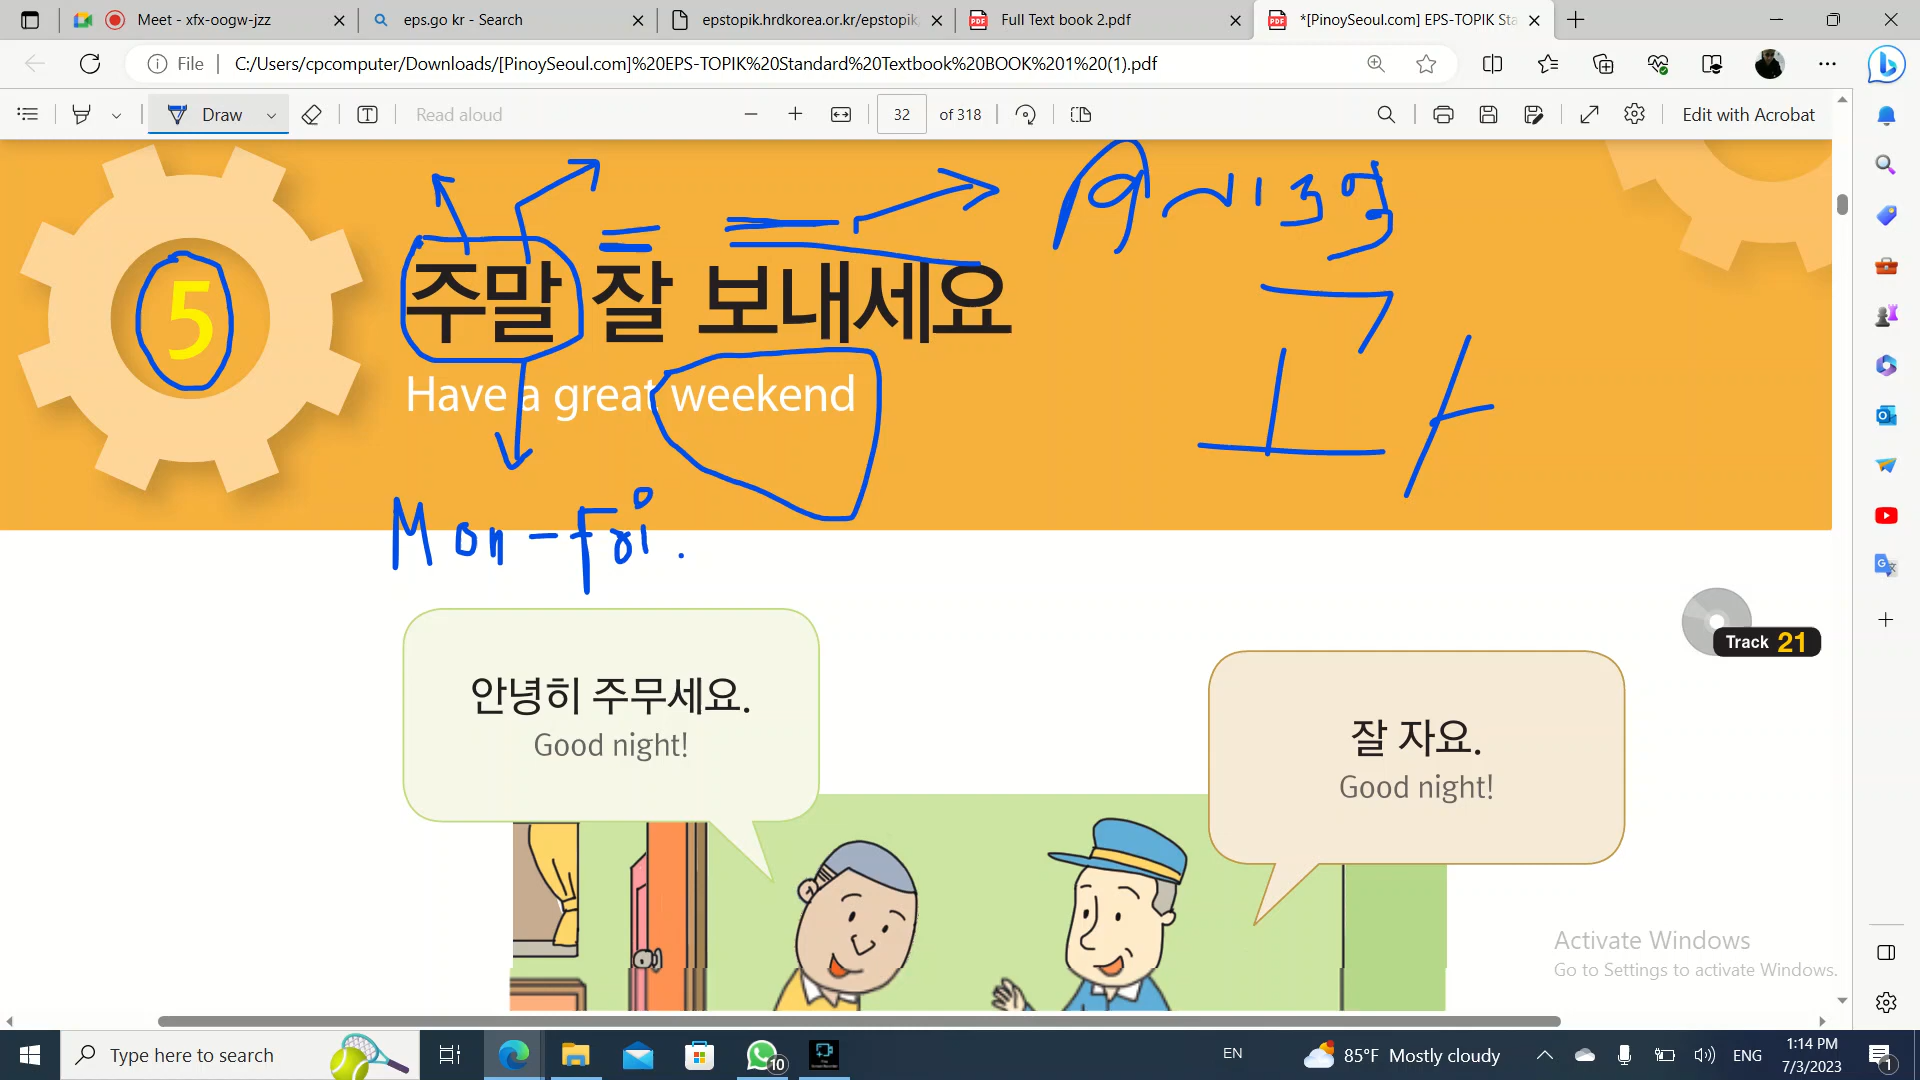 Meet - xfx-oogw-jzz
eps.go kr - Search
epstopik.hrdkorea.or.kr/epstopik
Full Text book 2.pdf
*[PinoySeoul.com] EPS-TOPIK Sta
File
C:/Users/cpcomputer/Downloads/[PinoySeoul.com]%20EPS-TOPIK%20Standard%20Textbook%20BOOK%201%20(1).pdf
Draw
Read aloud
32
of 318
Edit with Acrobat
5
주말 잘 보내세요
Have a great weekend
Mon-fri.
Track 21
안녕히 주무세요.
Good night!
잘 자요.
Good night!
Activate Windows
Go to Settings to activate Windows.
Type here to search
10
EN
85°F Mostly cloudy
ENG
1:14 PM
7/3/2023
1